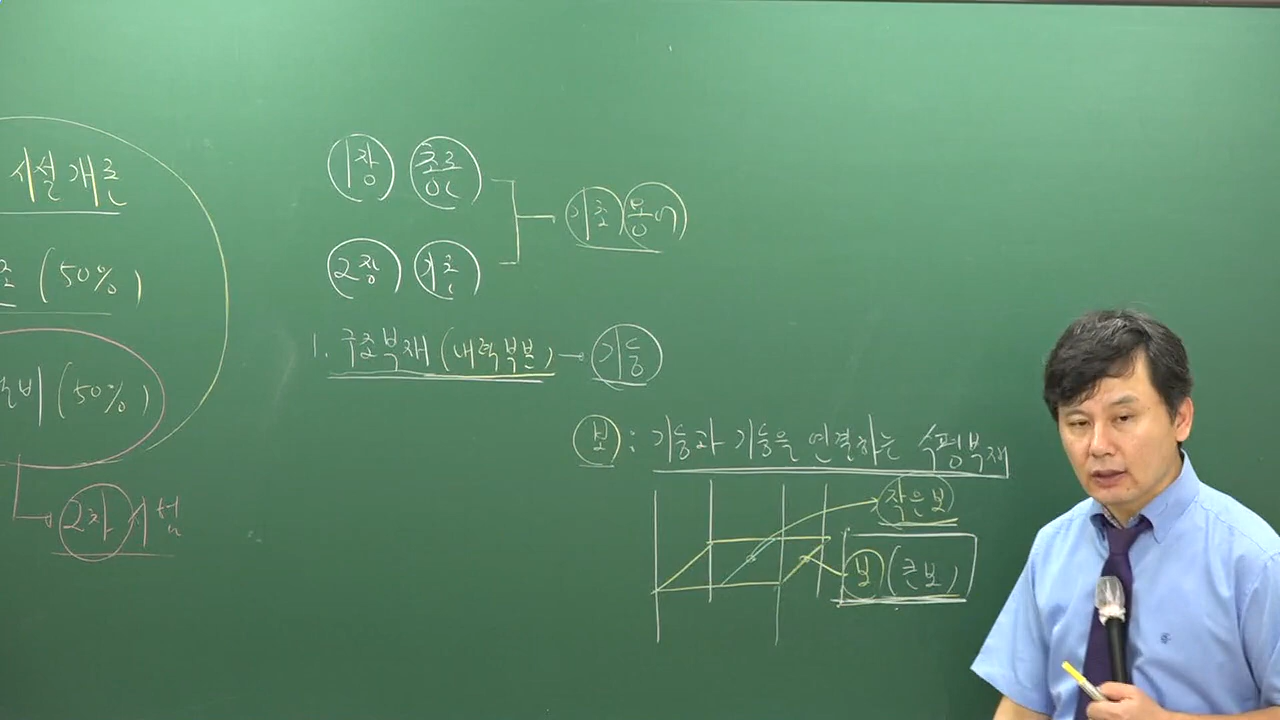 시설개론
(50%)
(50%)
2차 시험
1장 총론
2장 기초
기초 용어
1. 구조부재 (내력부분) → 기둥
보 : 기둥과 기둥을 연결하는 수평부재
작은보
보 (큰보)